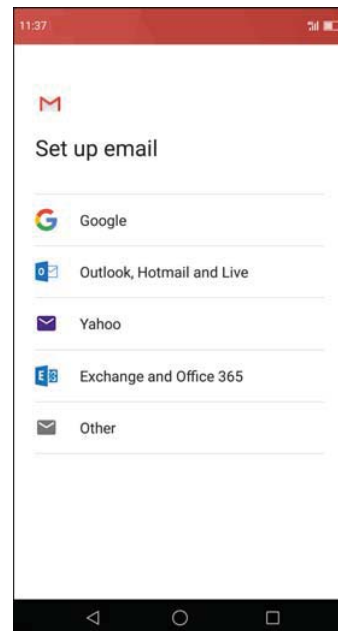 11:37
Set up email
Google
Outlook, Hotmail and Live
Yahoo
Exchange and Office 365
Other